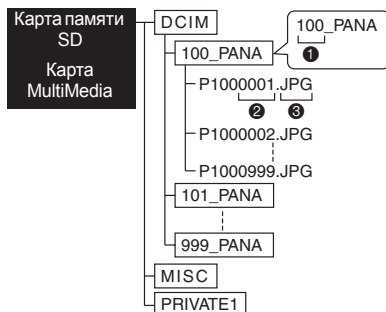 Карта памяти
SD
Карта
MultiMedia
DCIM
100_PANA
100_PANA
❶
P1000001.JPG
❷ ❸
P1000002.JPG
P1000999.JPG
101_PANA
999_PANA
MISC
PRIVATE1